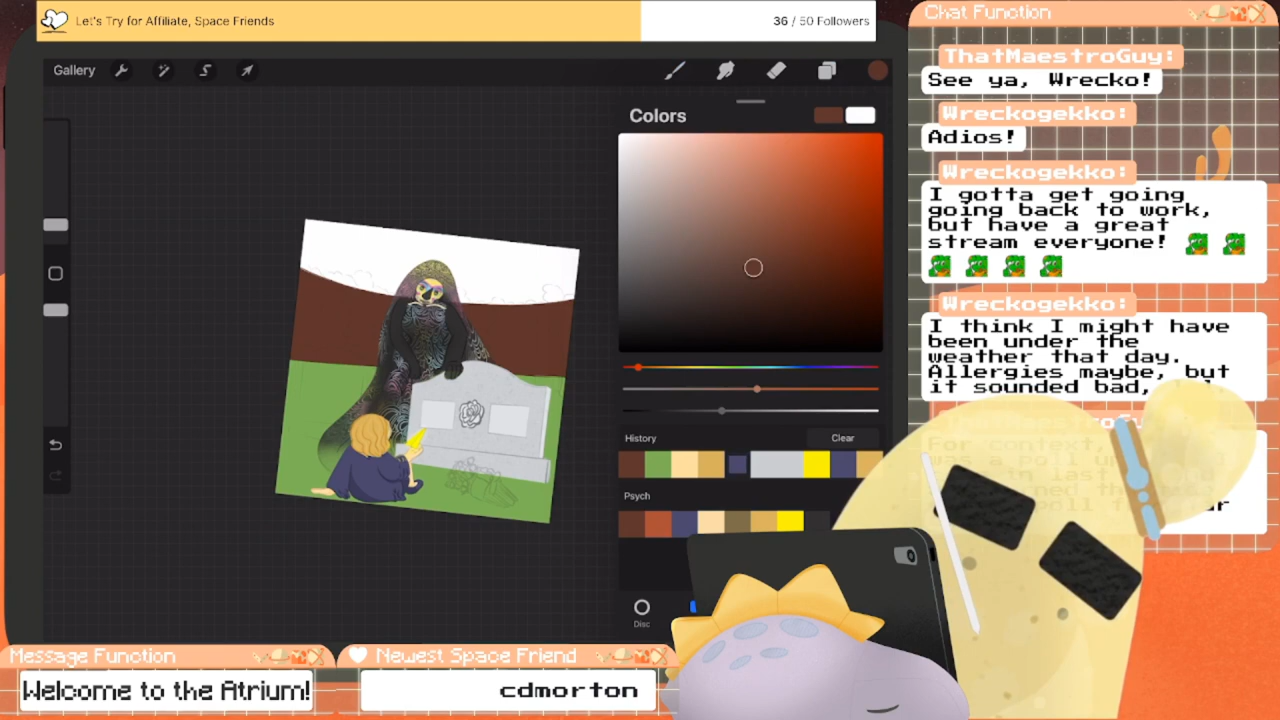 Let's Try for Affiliate, Space Friends
36 / 50 Followers
Gallery
Colors
History
Clear
Psych
Disc
Chat Function
ThatMaestroGuy:
See ya, Wrecko!
Wreckogekko:
Adios!
Wreckogekko:
I gotta get going
going back to work,
but have a great
stream everyone!
Wreckogekko:
I think I might have
been under the
weather that day.
Allergies maybe, but
it sounded bad,
For context,
Message Function
Welcome to the Atrium!
Newest Space Friend
cdmorton